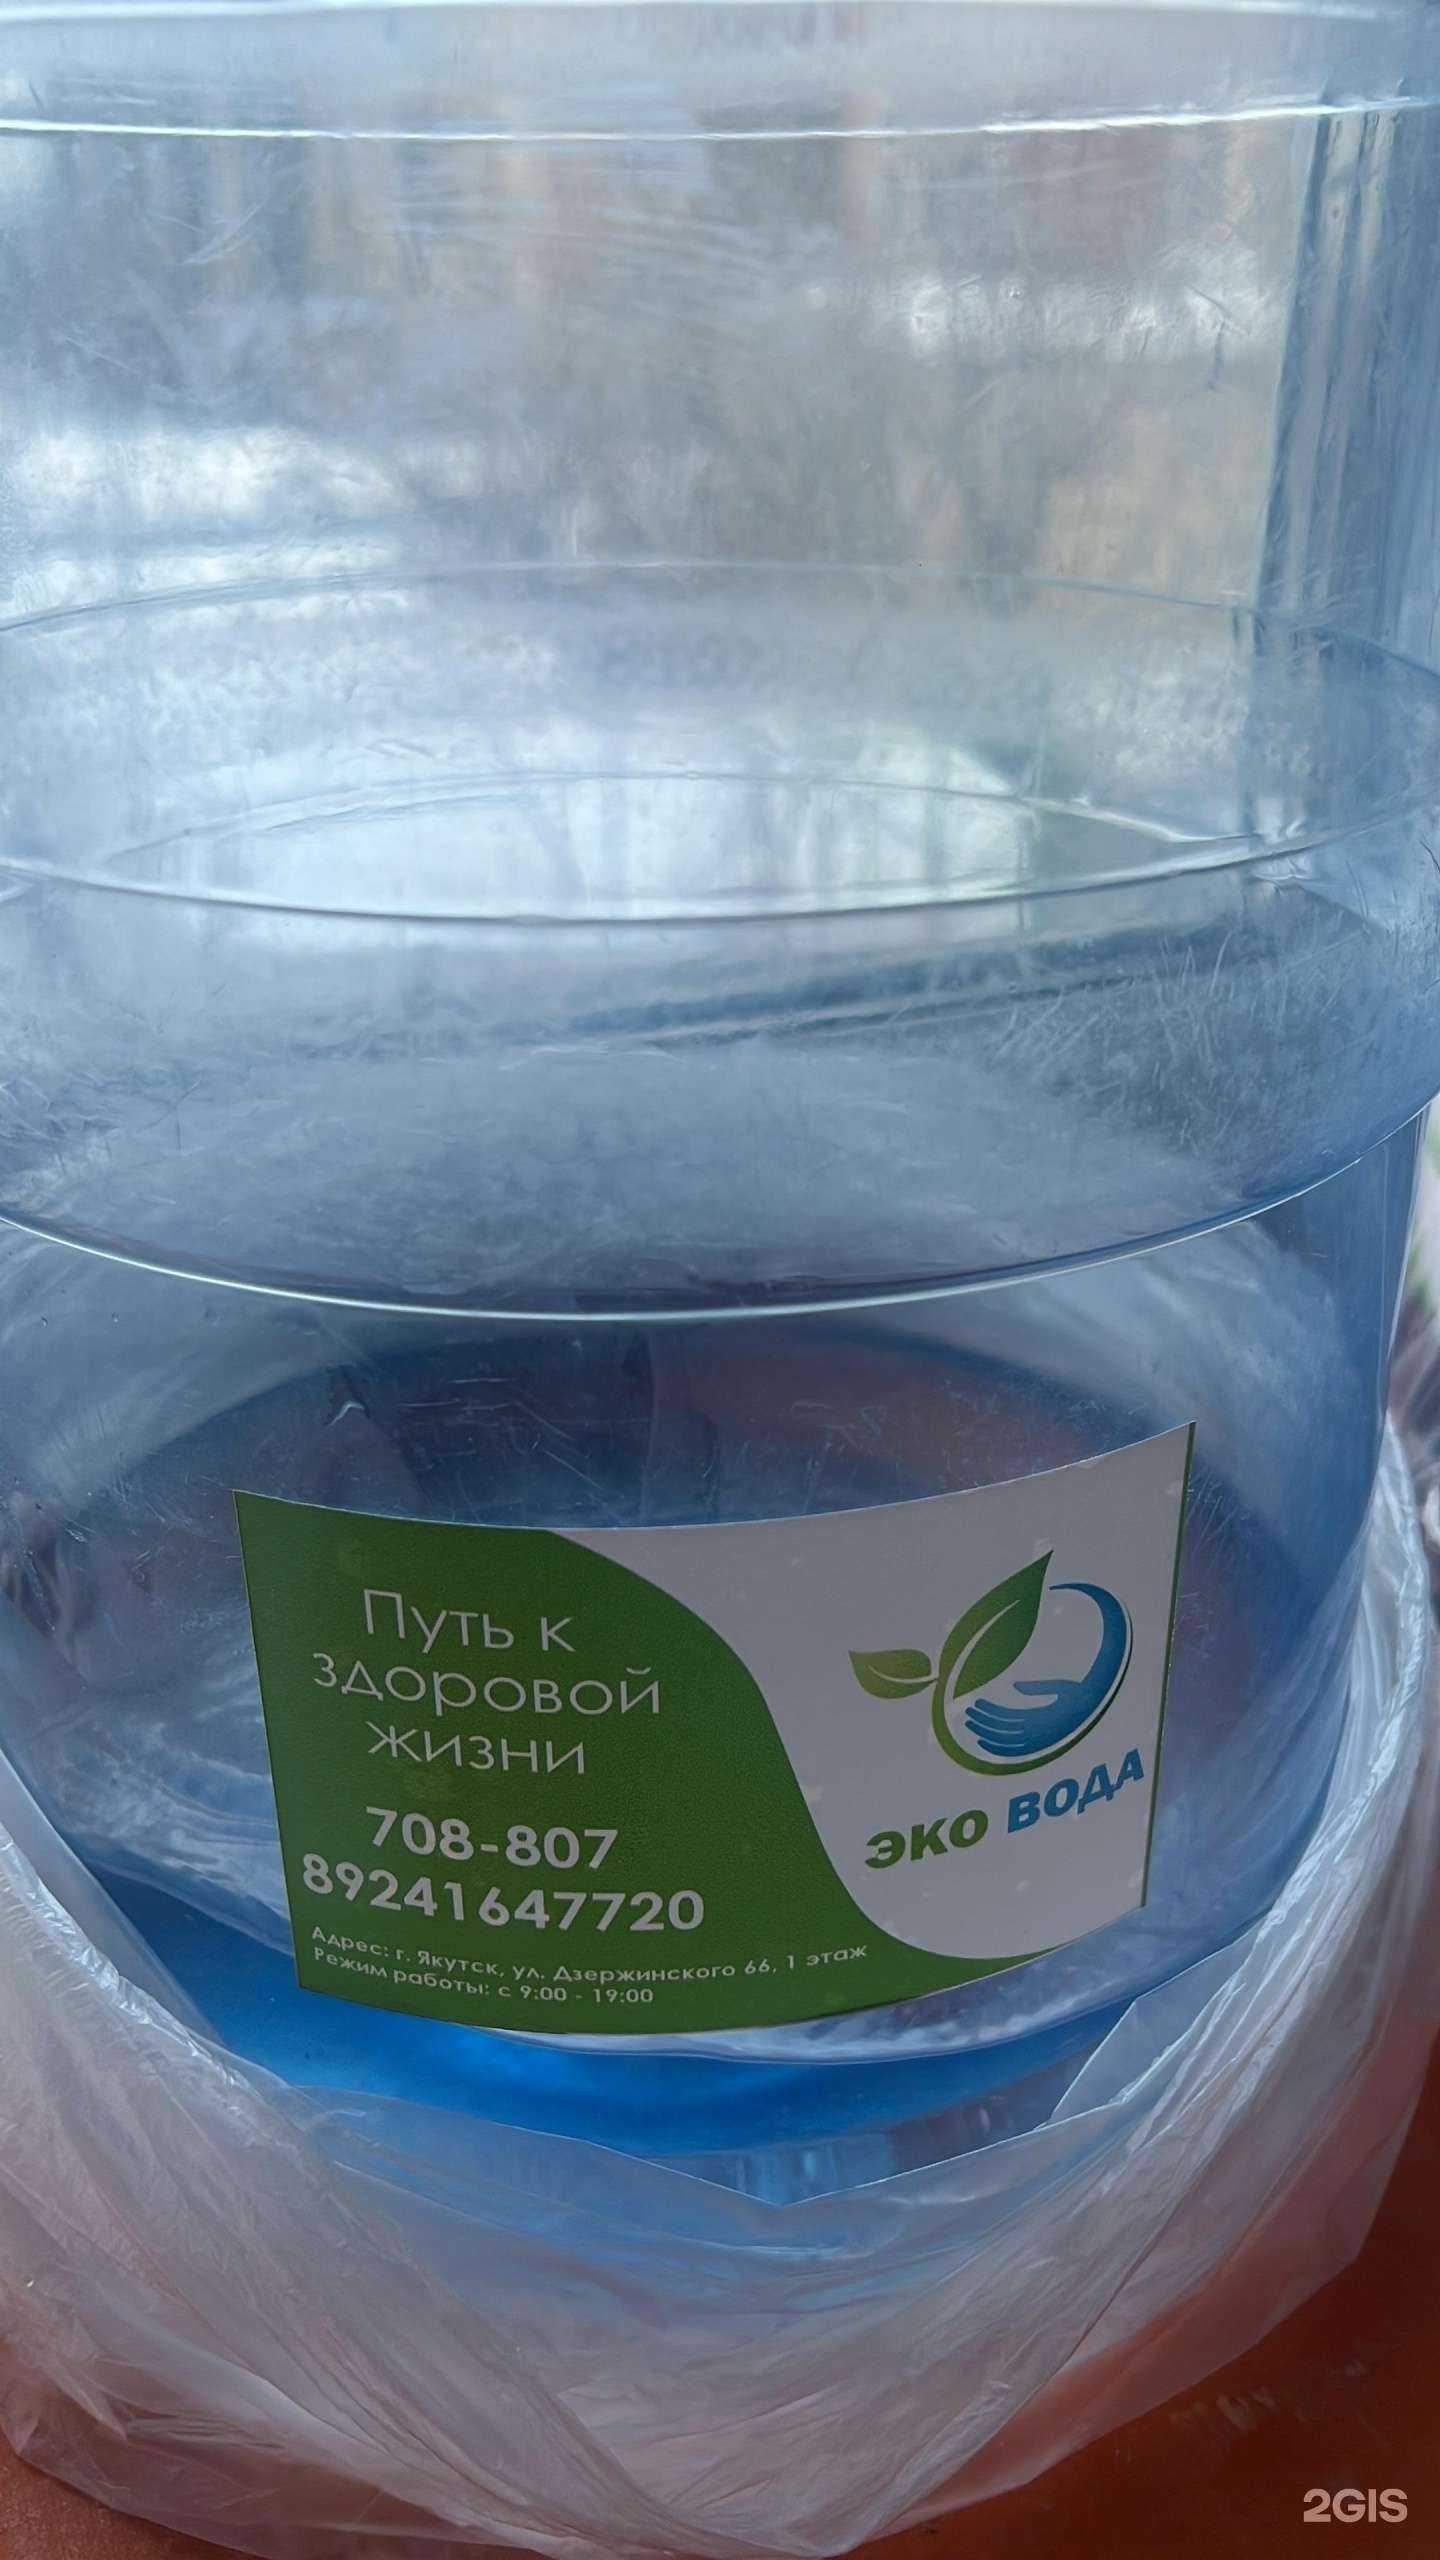 Путь к
здоровой
жизни
708-807
89241647720
Адрес: г. Якутск, ул. Дзержинского 66, 1 этаж
Режим работы: с 9:00 - 19:00
ЭКО ВОДА
2GIS